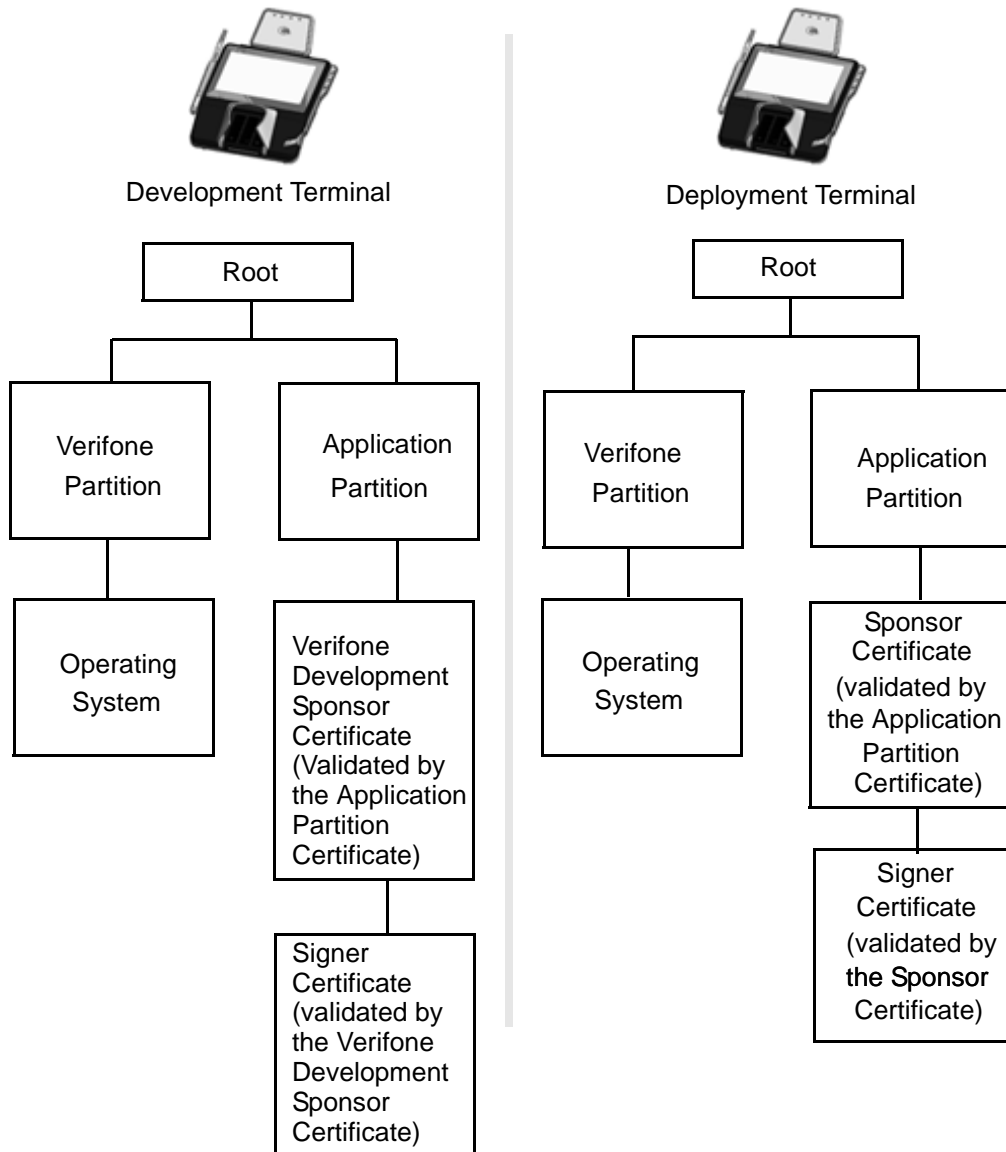 Development Terminal
Root
Verifone
Partition
Application
Partition
Operating
System
Verifone
Development
Sponsor
Certificate
(Validated by
the Application
Partition
Certificate)
Signer
Certificate
(validated by
the Verifone
Development
Sponsor
Certificate)
Deployment Terminal
Root
Verifone
Partition
Application
Partition
Operating
System
Sponsor
Certificate
(validated by
the Application
Partition
Certificate)
Signer
Certificate
(validated by
the Sponsor
Certificate)